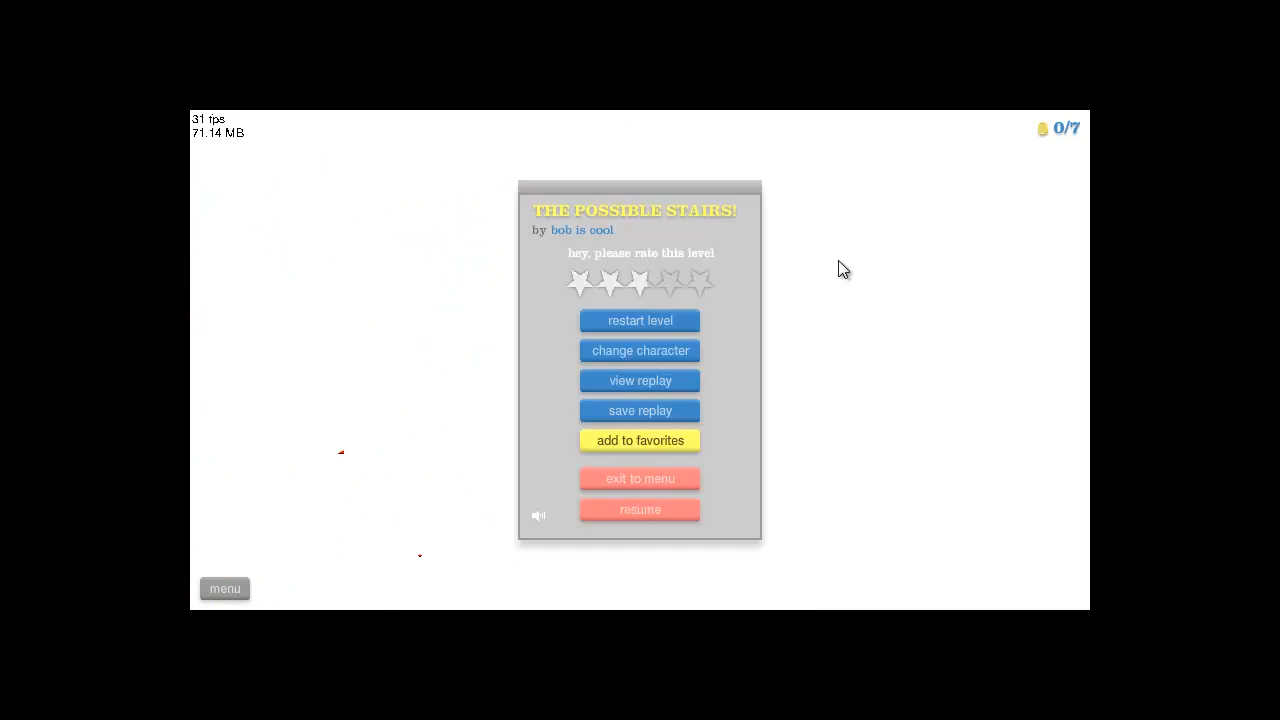 31 fps
71.14 MB
0/7
THE POSSIBLE STAIRS!
by bob is cool
hey, please rate this level
restart level
change character
view replay
save replay
add to favorites
exit to menu
resume
menu